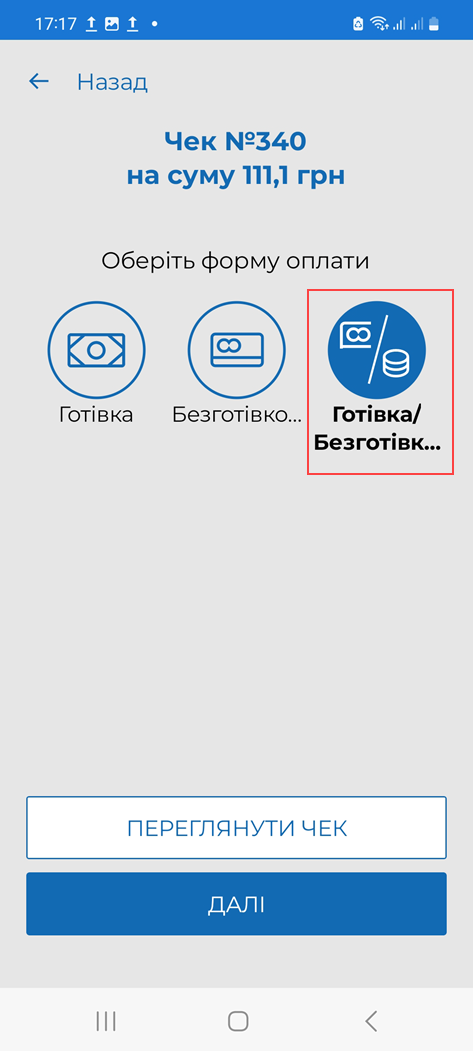 17:17
Назад
Чек №340
на суму 111,1 грн
Оберіть форму оплати
Готівка
Безготівко...
Готівка/
Безготівк...
ПЕРЕГЛЯНУТИ ЧЕК
ДАЛІ